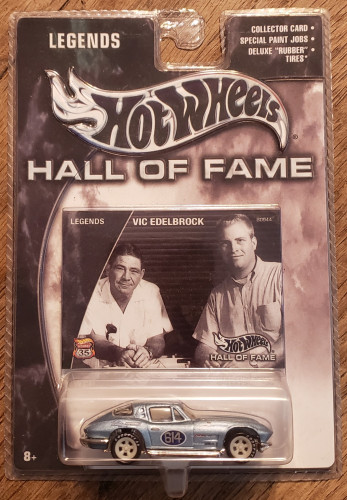 LEGENDS
COLLECTOR CARD •
SPECIAL PAINT JOBS •
DELUXE "RUBBER" •
TIRES*
Hot Wheels
HALL OF FAME
LEGENDS VIC EDELBROCK
35
Hot Wheels
HALL OF FAME
614
8+